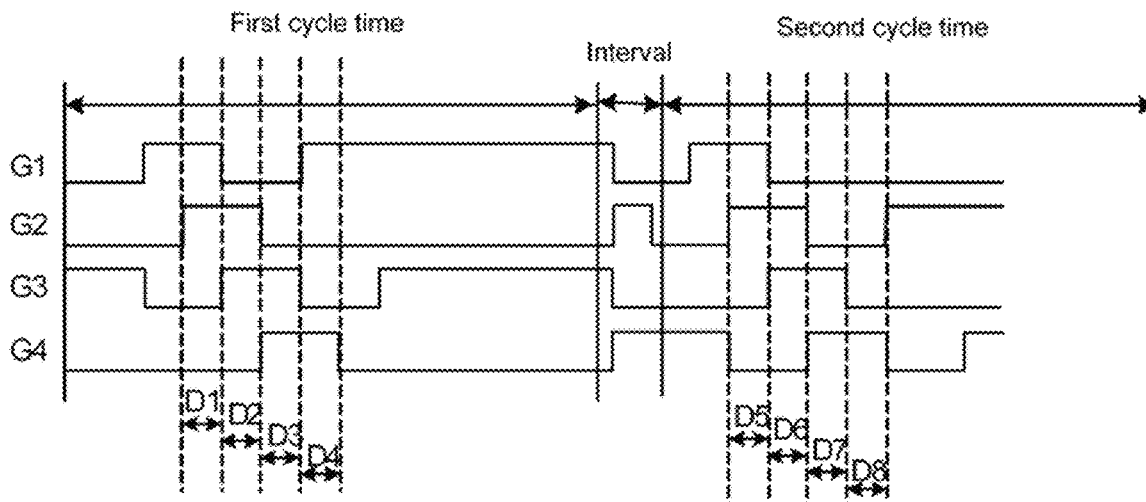 First cycle time
Interval
Second cycle time
G1
G2
G3
G4
D1
D2
D3
D4
D5
D6
D7
D8